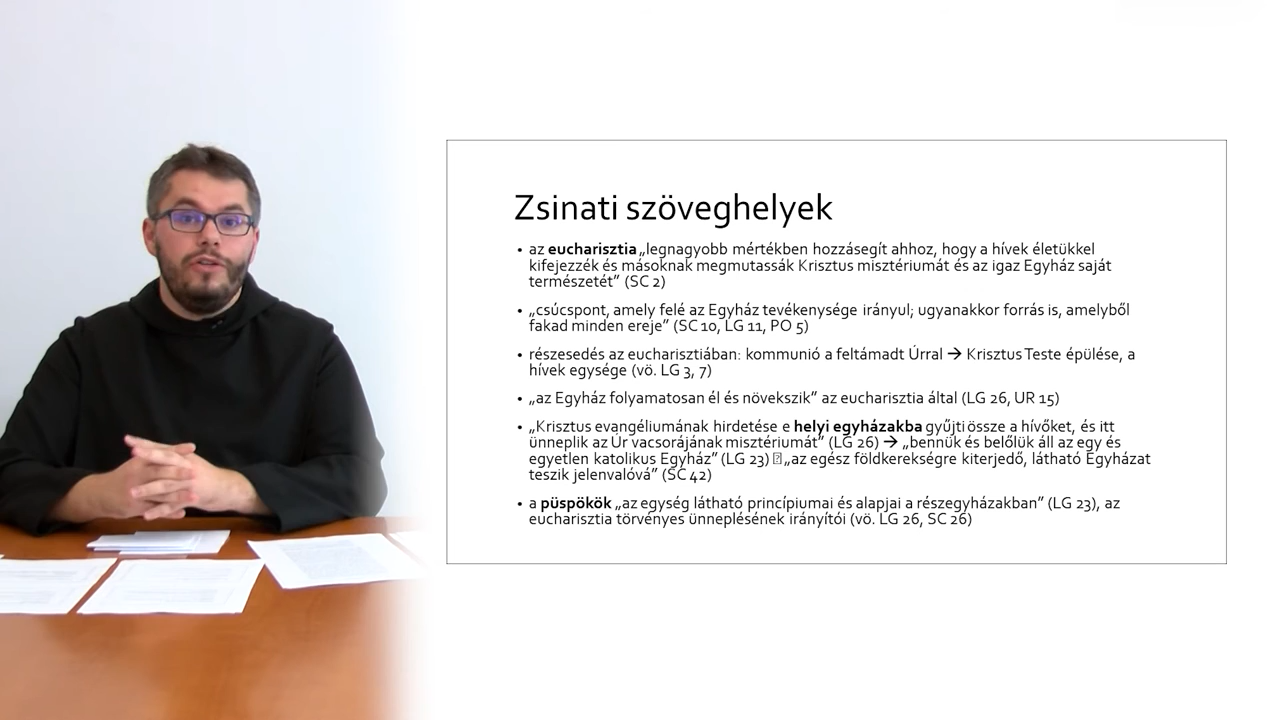 Zsinati szöveghelyek
• az eucharisztia „legnagyobb mértékben hozzásegít ahhoz, hogy a hívek életükkel
kifejezzék és másoknak megmutassák Krisztus misztériumát és az igaz Egyház saját
természetét” (SC 2)
• „csúcspont, amely felé az Egyház tevékenysége irányul; ugyanakkor forrás is, amelyből
fakad minden ereje” (SC 10, LG 11, PO 5)
• részesedés az eucharisztiában: kommunió a feltámadt Úrral → Krisztus Teste épülése, a
hívek egysége (vö. LG 3, 7)
• „az Egyház folyamatosan él és növekszik” az eucharisztia által (LG 26, UR 15)
• „Krisztus evangéliumának hirdetése e helyi egyházakba gyűjti össze a hívőket, és itt
ünneplik az Úr vacsorájának misztériumát” (LG 26) → „bennük és belőlük áll az egy és
egyetlen katolikus Egyház” (LG 23) „az egész földkerekségre kiterjedő, látható Egyházat
teszik jelenvalóvá” (SC 42)
• a püspökök „az egység látható princípiumai és alapjai a részegyházakban” (LG 23), az
eucharisztia törvényes ünneplésének irányítói (vö. LG 26, SC 26)